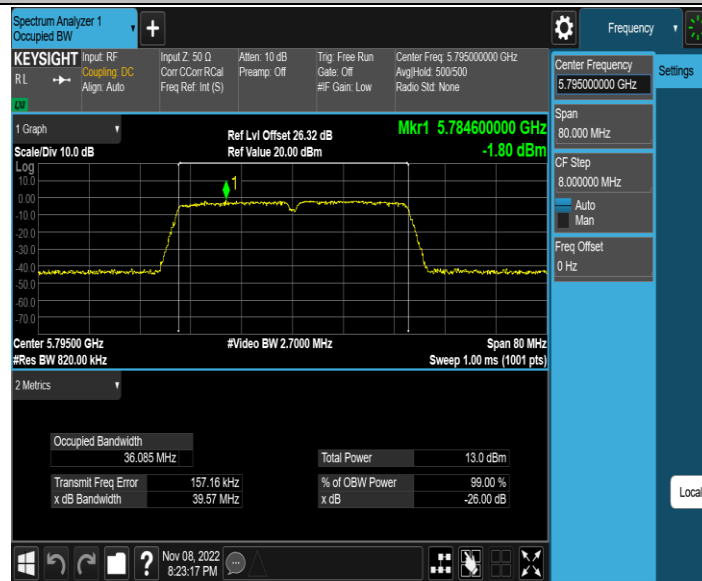 Spectrum Analyzer 1
Occupied BW
Frequency
KEYSIGHT
RL
LXI
Input: RF
Coupling: DC
Align: Auto
Input Z: 50 Ω
Corr CCorr RCal
Freq Ref: Int (S)
Atten: 10 dB
Preamp: Off
Trig: Free Run
Gate: Off
#IF Gain: Low
Center Freq: 5.795000000 GHz
Avg|Hold: 500/500
Radio Std: None
Center Frequency
5.795000000 GHz
Settings
Span
80.000 MHz
CF Step
8.000000 MHz
Auto
Man
Freq Offset
0 Hz
1 Graph
Scale/Div 10.0 dB
Ref Lvl Offset 26.32 dB
Ref Value 20.00 dBm
Mkr1 5.784600000 GHz
-1.80 dBm
Log
10.0
0.00
-10.0
-20.0
-30.0
-40.0
-50.0
-60.0
-70.0
1
Center 5.79500 GHz
#Res BW 820.00 kHz
#Video BW 2.7000 MHz
Span 80 MHz
Sweep 1.00 ms (1001 pts)
2 Metrics
Occupied Bandwidth
36.085 MHz
Total Power 13.0 dBm
Transmit Freq Error 157.16 kHz
% of OBW Power 99.00 %
x dB Bandwidth 39.57 MHz
x dB -26.00 dB
Local
Nov 08, 2022
8:23:17 PM